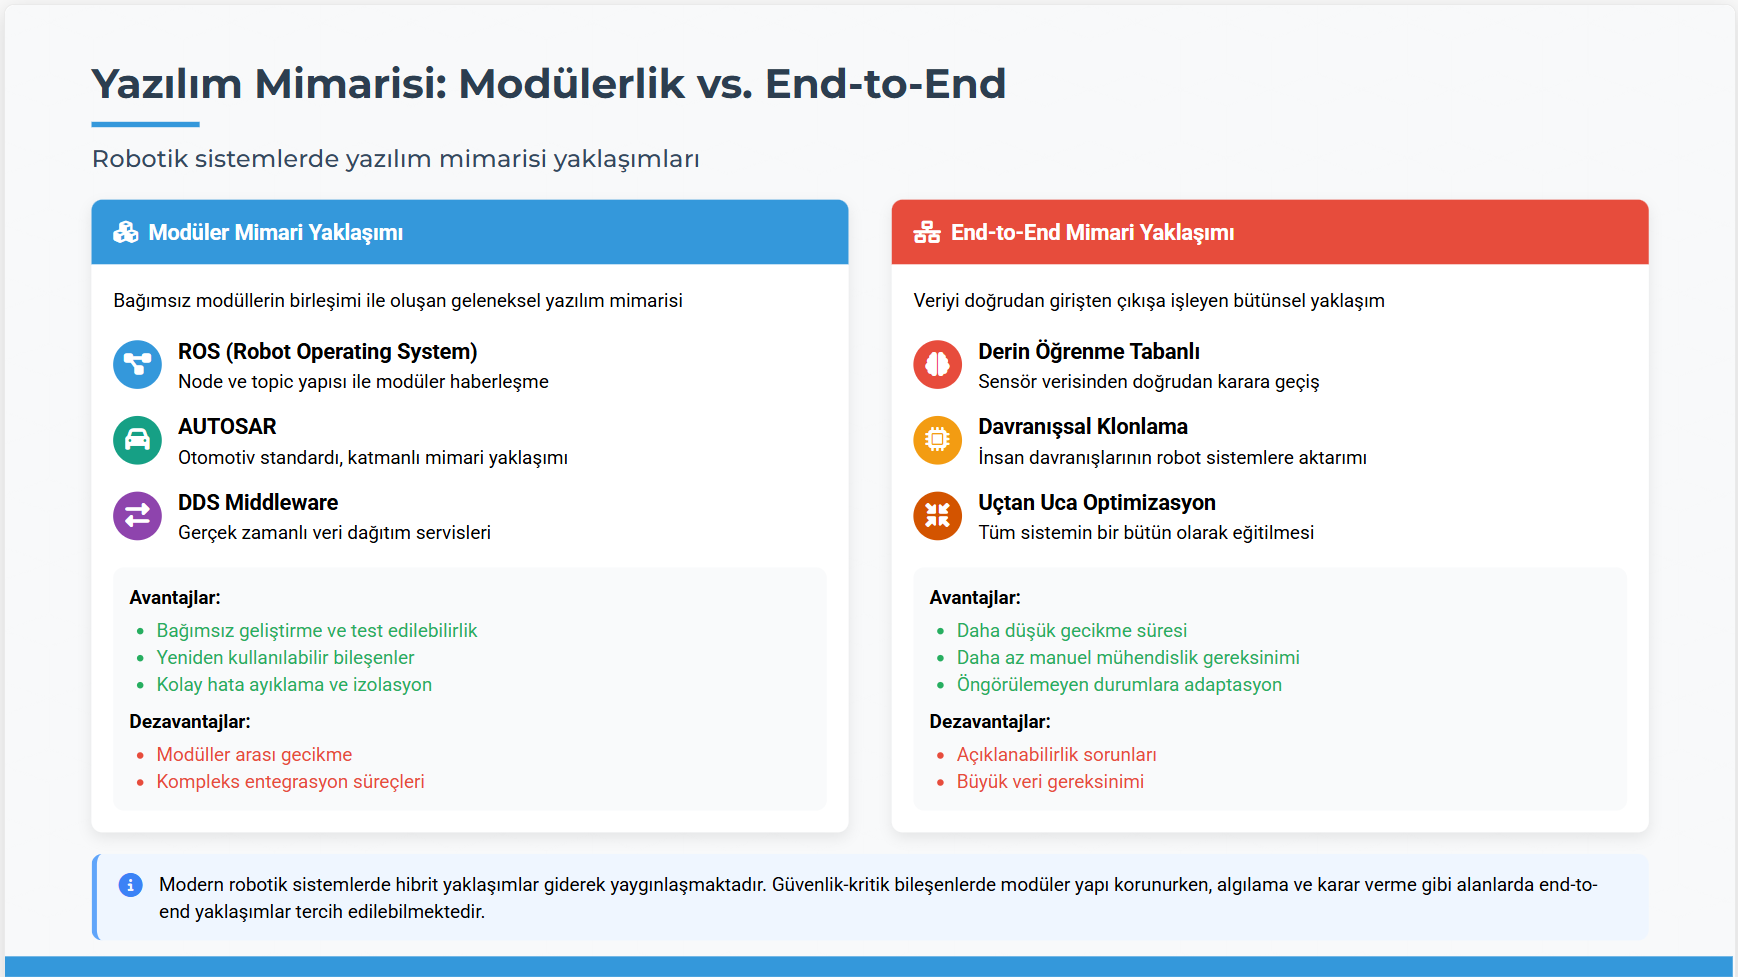 Yazılım Mimarisi: Modülerlik vs. End-to-End
Robotik sistemlerde yazılım mimarisi yaklaşımları
Modüler Mimari Yaklaşımı
Bağımsız modüllerin birleşimi ile oluşan geleneksel yazılım mimarisi
ROS (Robot Operating System)
Node ve topic yapısı ile modüler haberleşme
AUTOSAR
Otomotiv standardı, katmanlı mimari yaklaşımı
DDS Middleware
Gerçek zamanlı veri dağıtım servisleri
Avantajlar:
• Bağımsız geliştirme ve test edilebilirlik
• Yeniden kullanılabilir bileşenler
• Kolay hata ayıklama ve izolasyon
Dezavantajlar:
• Modüller arası gecikme
• Kompleks entegrasyon süreçleri
End-to-End Mimari Yaklaşımı
Veriyi doğrudan girişten çıkışa işleyen bütünsel yaklaşım
Derin Öğrenme Tabanlı
Sensör verisinden doğrudan karara geçiş
Davranışsal Klonlama
İnsan davranışlarının robot sistemlere aktarımı
Uçtan Uca Optimizasyon
Tüm sistemin bir bütün olarak eğitilmesi
Avantajlar:
• Daha düşük gecikme süresi
• Daha az manuel mühendislik gereksinimi
• Öngörülemeyen durumlara adaptasyon
Dezavantajlar:
• Açıklanabilirlik sorunları
• Büyük veri gereksinimi
Modern robotik sistemlerde hibrit yaklaşımlar giderek yaygınlaşmaktadır. Güvenlik-kritik bileşenlerde modüler yapı korunurken, algılama ve karar verme gibi alanlarda end-to-
end yaklaşımlar tercih edilebilmektedir.